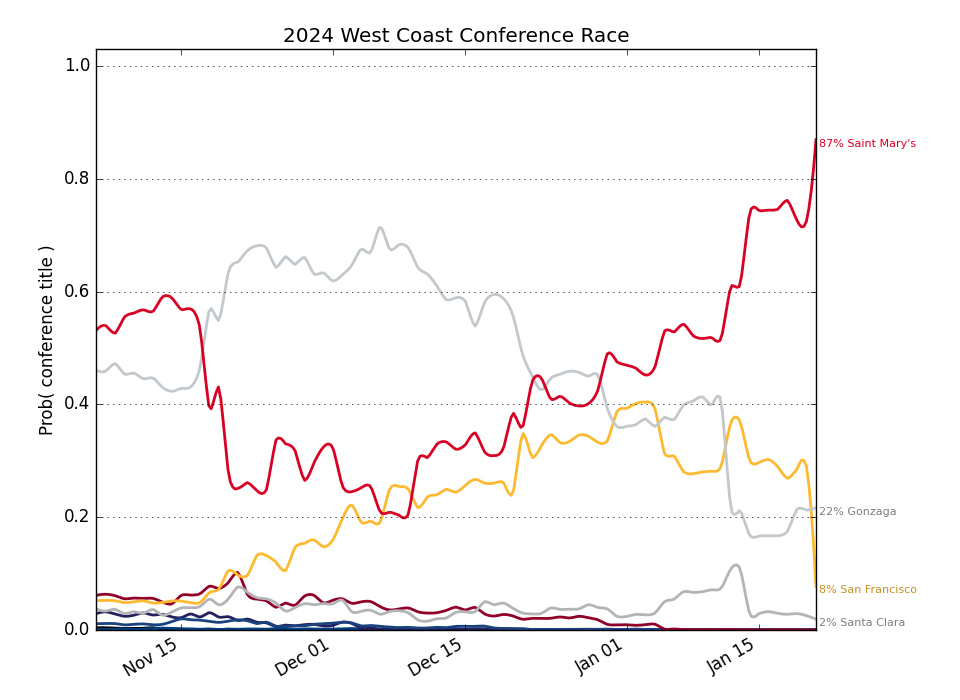 2024 West Coast Conference Race
Prob( conference title )
1.0
0.8
0.6
0.4
0.2
0.0
87% Saint Mary's
22% Gonzaga
8% San Francisco
2% Santa Clara
Nov 15
Dec 01
Dec 15
Jan 01
Jan 15